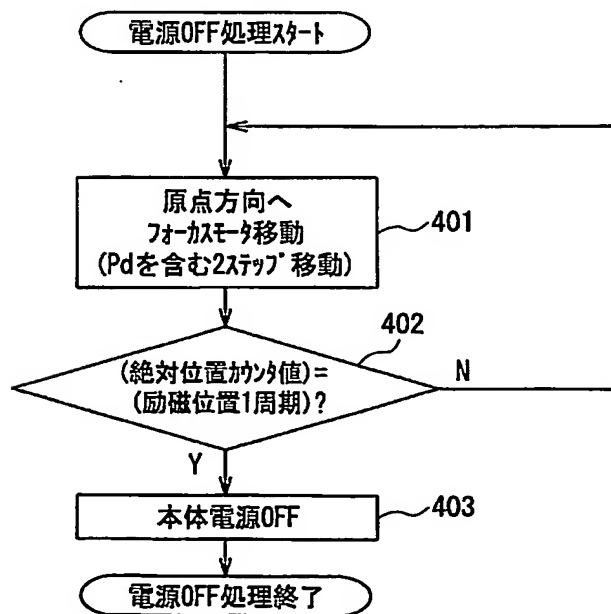 電源OFF処理スタート
原点方向へ
フォーカスモータ移動
(Pdを含む2ステップ移動)
401
402
(絶対位置カウンタ値)=
(励磁位置1周期)?
N
Y
本体電源OFF
403
電源OFF処理終了